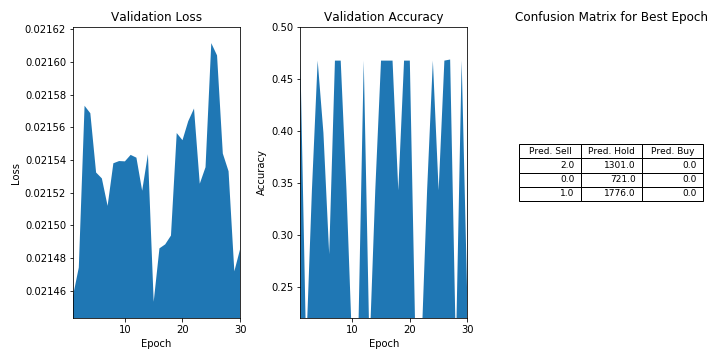 Validation Loss
0.02162
0.02160
0.02158
0.02156
0.02154
0.02152
0.02150
0.02148
0.02146
Loss
10
20
30
Epoch
Validation Accuracy
0.50
0.45
0.40
0.35
0.30
0.25
Accuracy
10
20
30
Epoch
Confusion Matrix for Best Epoch
Pred. Sell Pred. Hold Pred. Buy
2.0 1301.0 0.0
0.0 721.0 0.0
1.0 1776.0 0.0